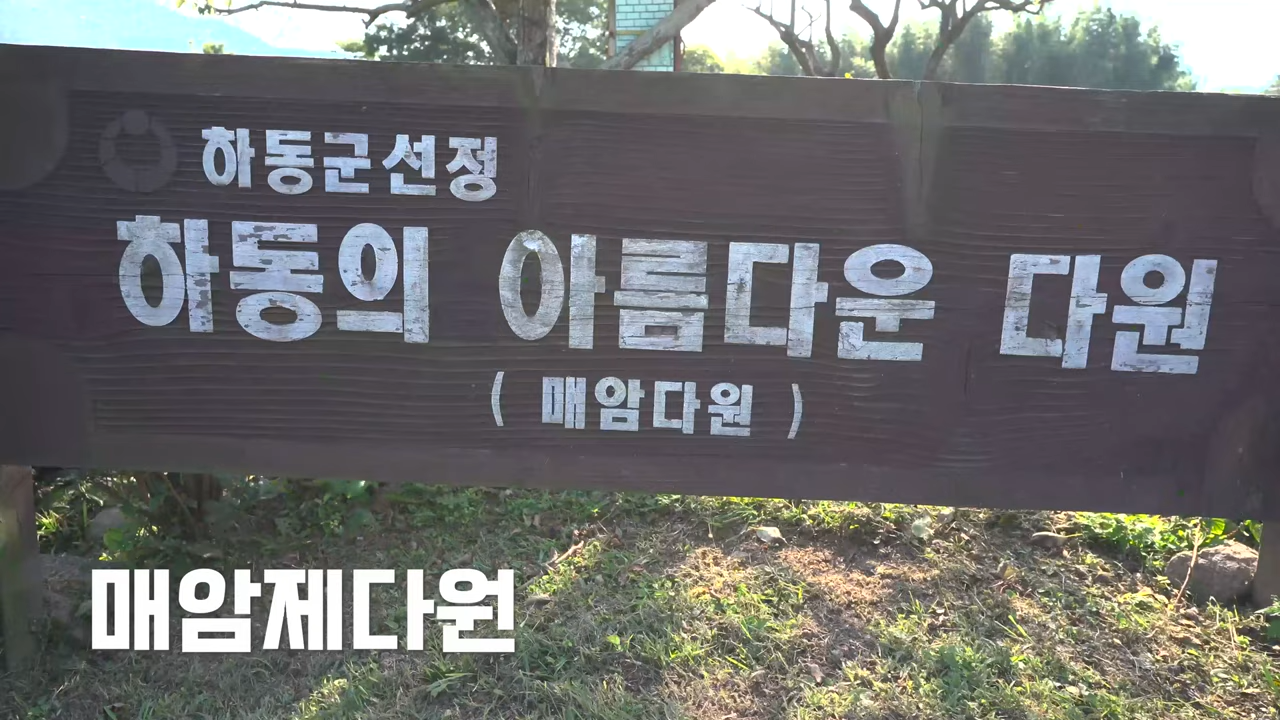 하동군선정
하동의 아름다운 다원
( 매암다원 )
매암제다원